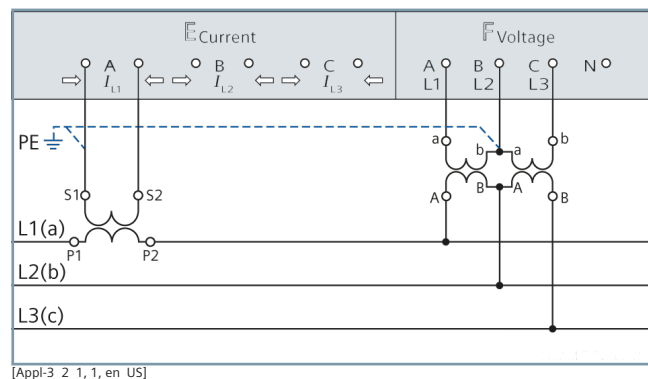 E Current F Voltage
A B C A B C N
I L1 I L2 I L3 L1 L2 L3
PE
a b a b
S1 S2
A B A B
L1(a)
P1 P2
L2(b)
L3(c)
[Appl-3 2 1, 1, en US]